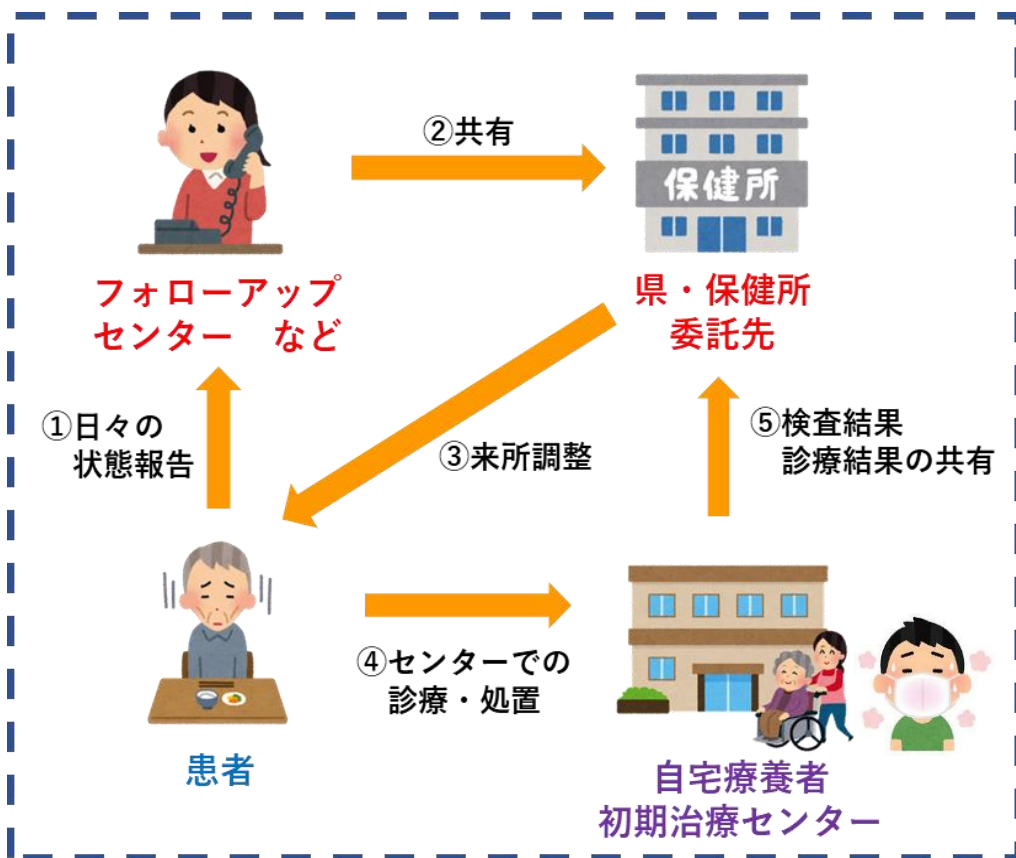 ②共有
保健所
フォローアップ
センター　など
県・保健所
委託先
①日々の
状態報告
③来所調整
⑤検査結果
診療結果の共有
④センターでの
診療・処置
患者
自宅療養者
初期治療センター